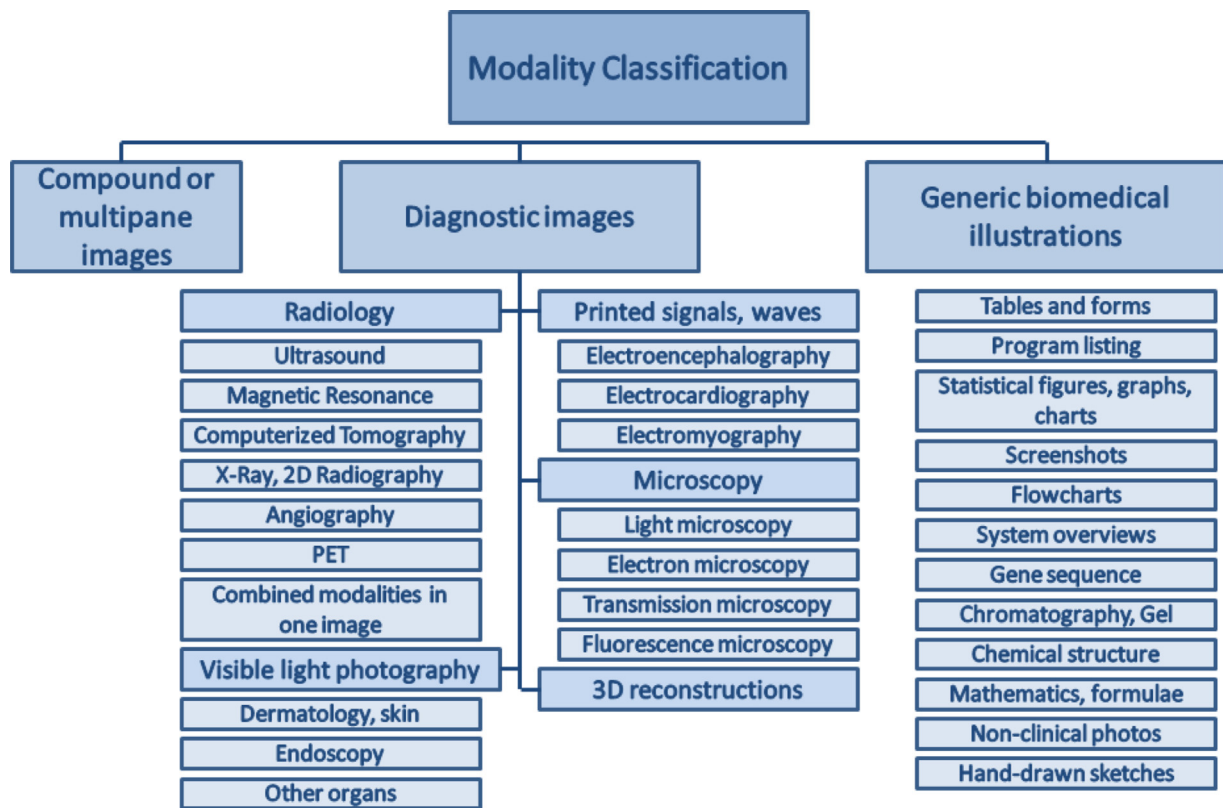 Modality Classification
Compound or
multipane
images
Diagnostic images
Generic biomedical
illustrations
Radiology
Ultrasound
Magnetic Resonance
Computerized Tomography
X-Ray, 2D Radiography
Angiography
PET
Combined modalities in
one image
Visible light photography
Dermatology, skin
Endoscopy
Other organs
Printed signals, waves
Electroencephalography
Electrocardiography
Electromyography
Microscopy
Light microscopy
Electron microscopy
Transmission microscopy
Fluorescence microscopy
3D reconstructions
Tables and forms
Program listing
Statistical figures, graphs,
charts
Screenshots
Flowcharts
System overviews
Gene sequence
Chromatography, Gel
Chemical structure
Mathematics, formulae
Non-clinical photos
Hand-drawn sketches